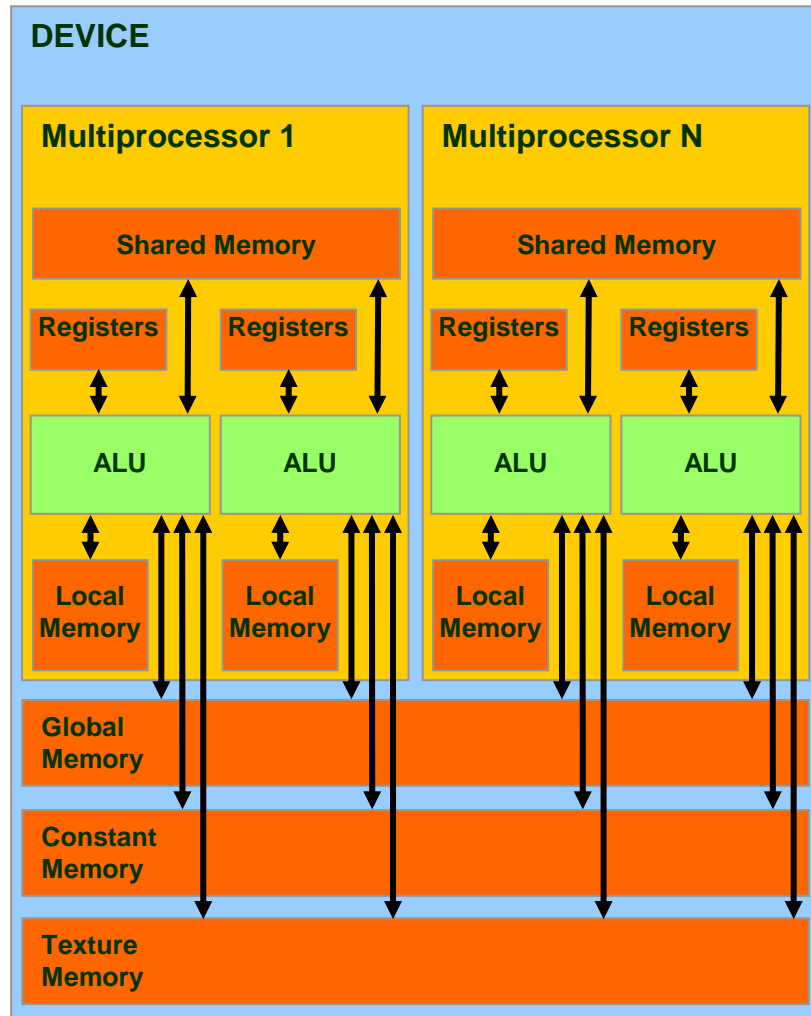 DEVICE
Multiprocessor 1
Multiprocessor N
Shared Memory
Shared Memory
Registers
Registers
Registers
Registers
ALU
ALU
ALU
ALU
Local
Memory
Local
Memory
Local
Memory
Local
Memory
Global
Memory
Constant
Memory
Texture
Memory